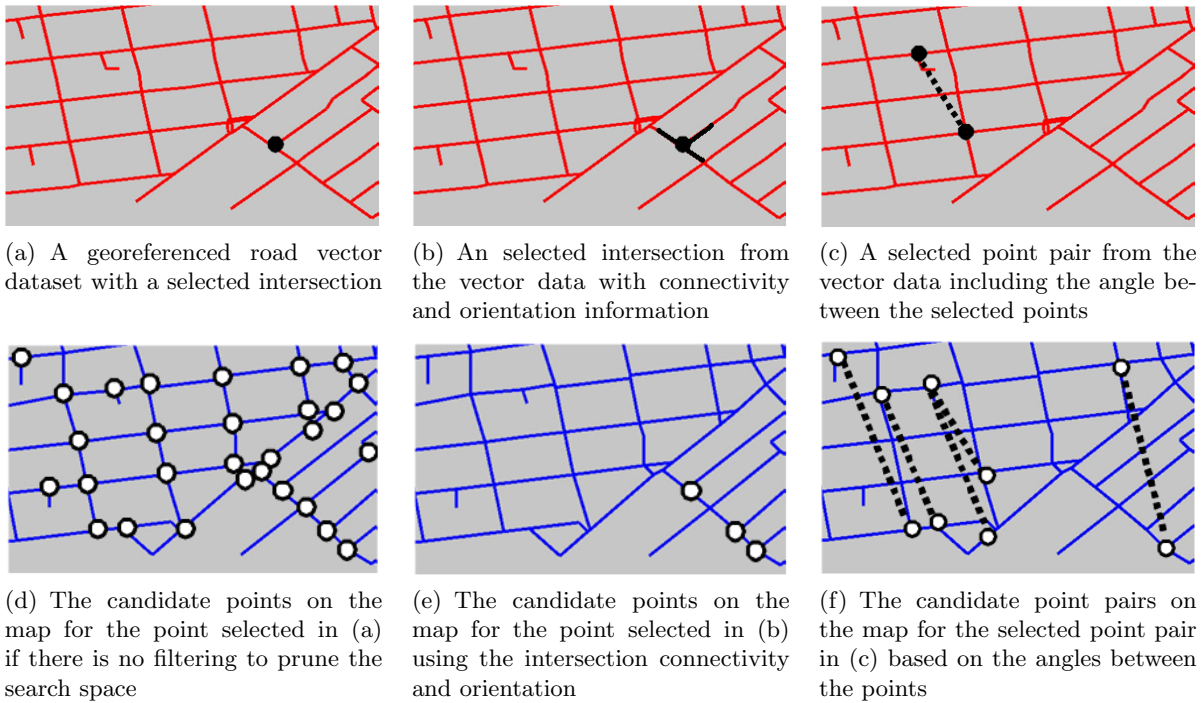 (a) A georeferenced road vector
dataset with a selected intersection
(b) An selected intersection from
the vector data with connectivity
and orientation information
(c) A selected point pair from the
vector data including the angle be-
tween the selected points
(d) The candidate points on the
map for the point selected in (a)
if there is no filtering to prune the
search space
(e) The candidate points on the
map for the point selected in (b)
using the intersection connectivity
and orientation
(f) The candidate point pairs on
the map for the selected point pair
in (c) based on the angles between
the points